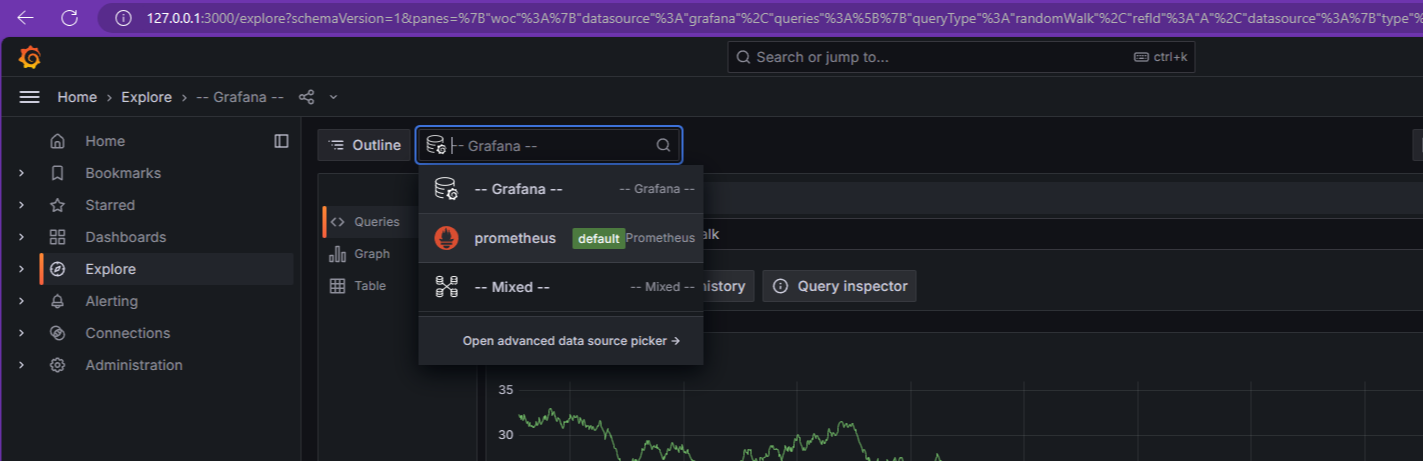 127.0.0.1:3000/explore?schemaVersion=1&panes=%7B"woc"%3A%7B"datasource"%3A"grafana"%2C"queries"%3A%5B%7B"queryType"%3A"randomWalk"%2C"refId"%3A"A"%2C"datasource"%3A%7B"type"%
Search or jump to... ctrl+k
Home › Explore › -- Grafana --
Home
Bookmarks
Starred
Dashboards
Explore
Alerting
Connections
Administration
Outline
-- Grafana --
-- Grafana -- -- Grafana --
prometheus default Prometheus
-- Mixed -- -- Mixed --
Open advanced data source picker →
Queries
Graph
Table
alk
history
Query inspector
35
30